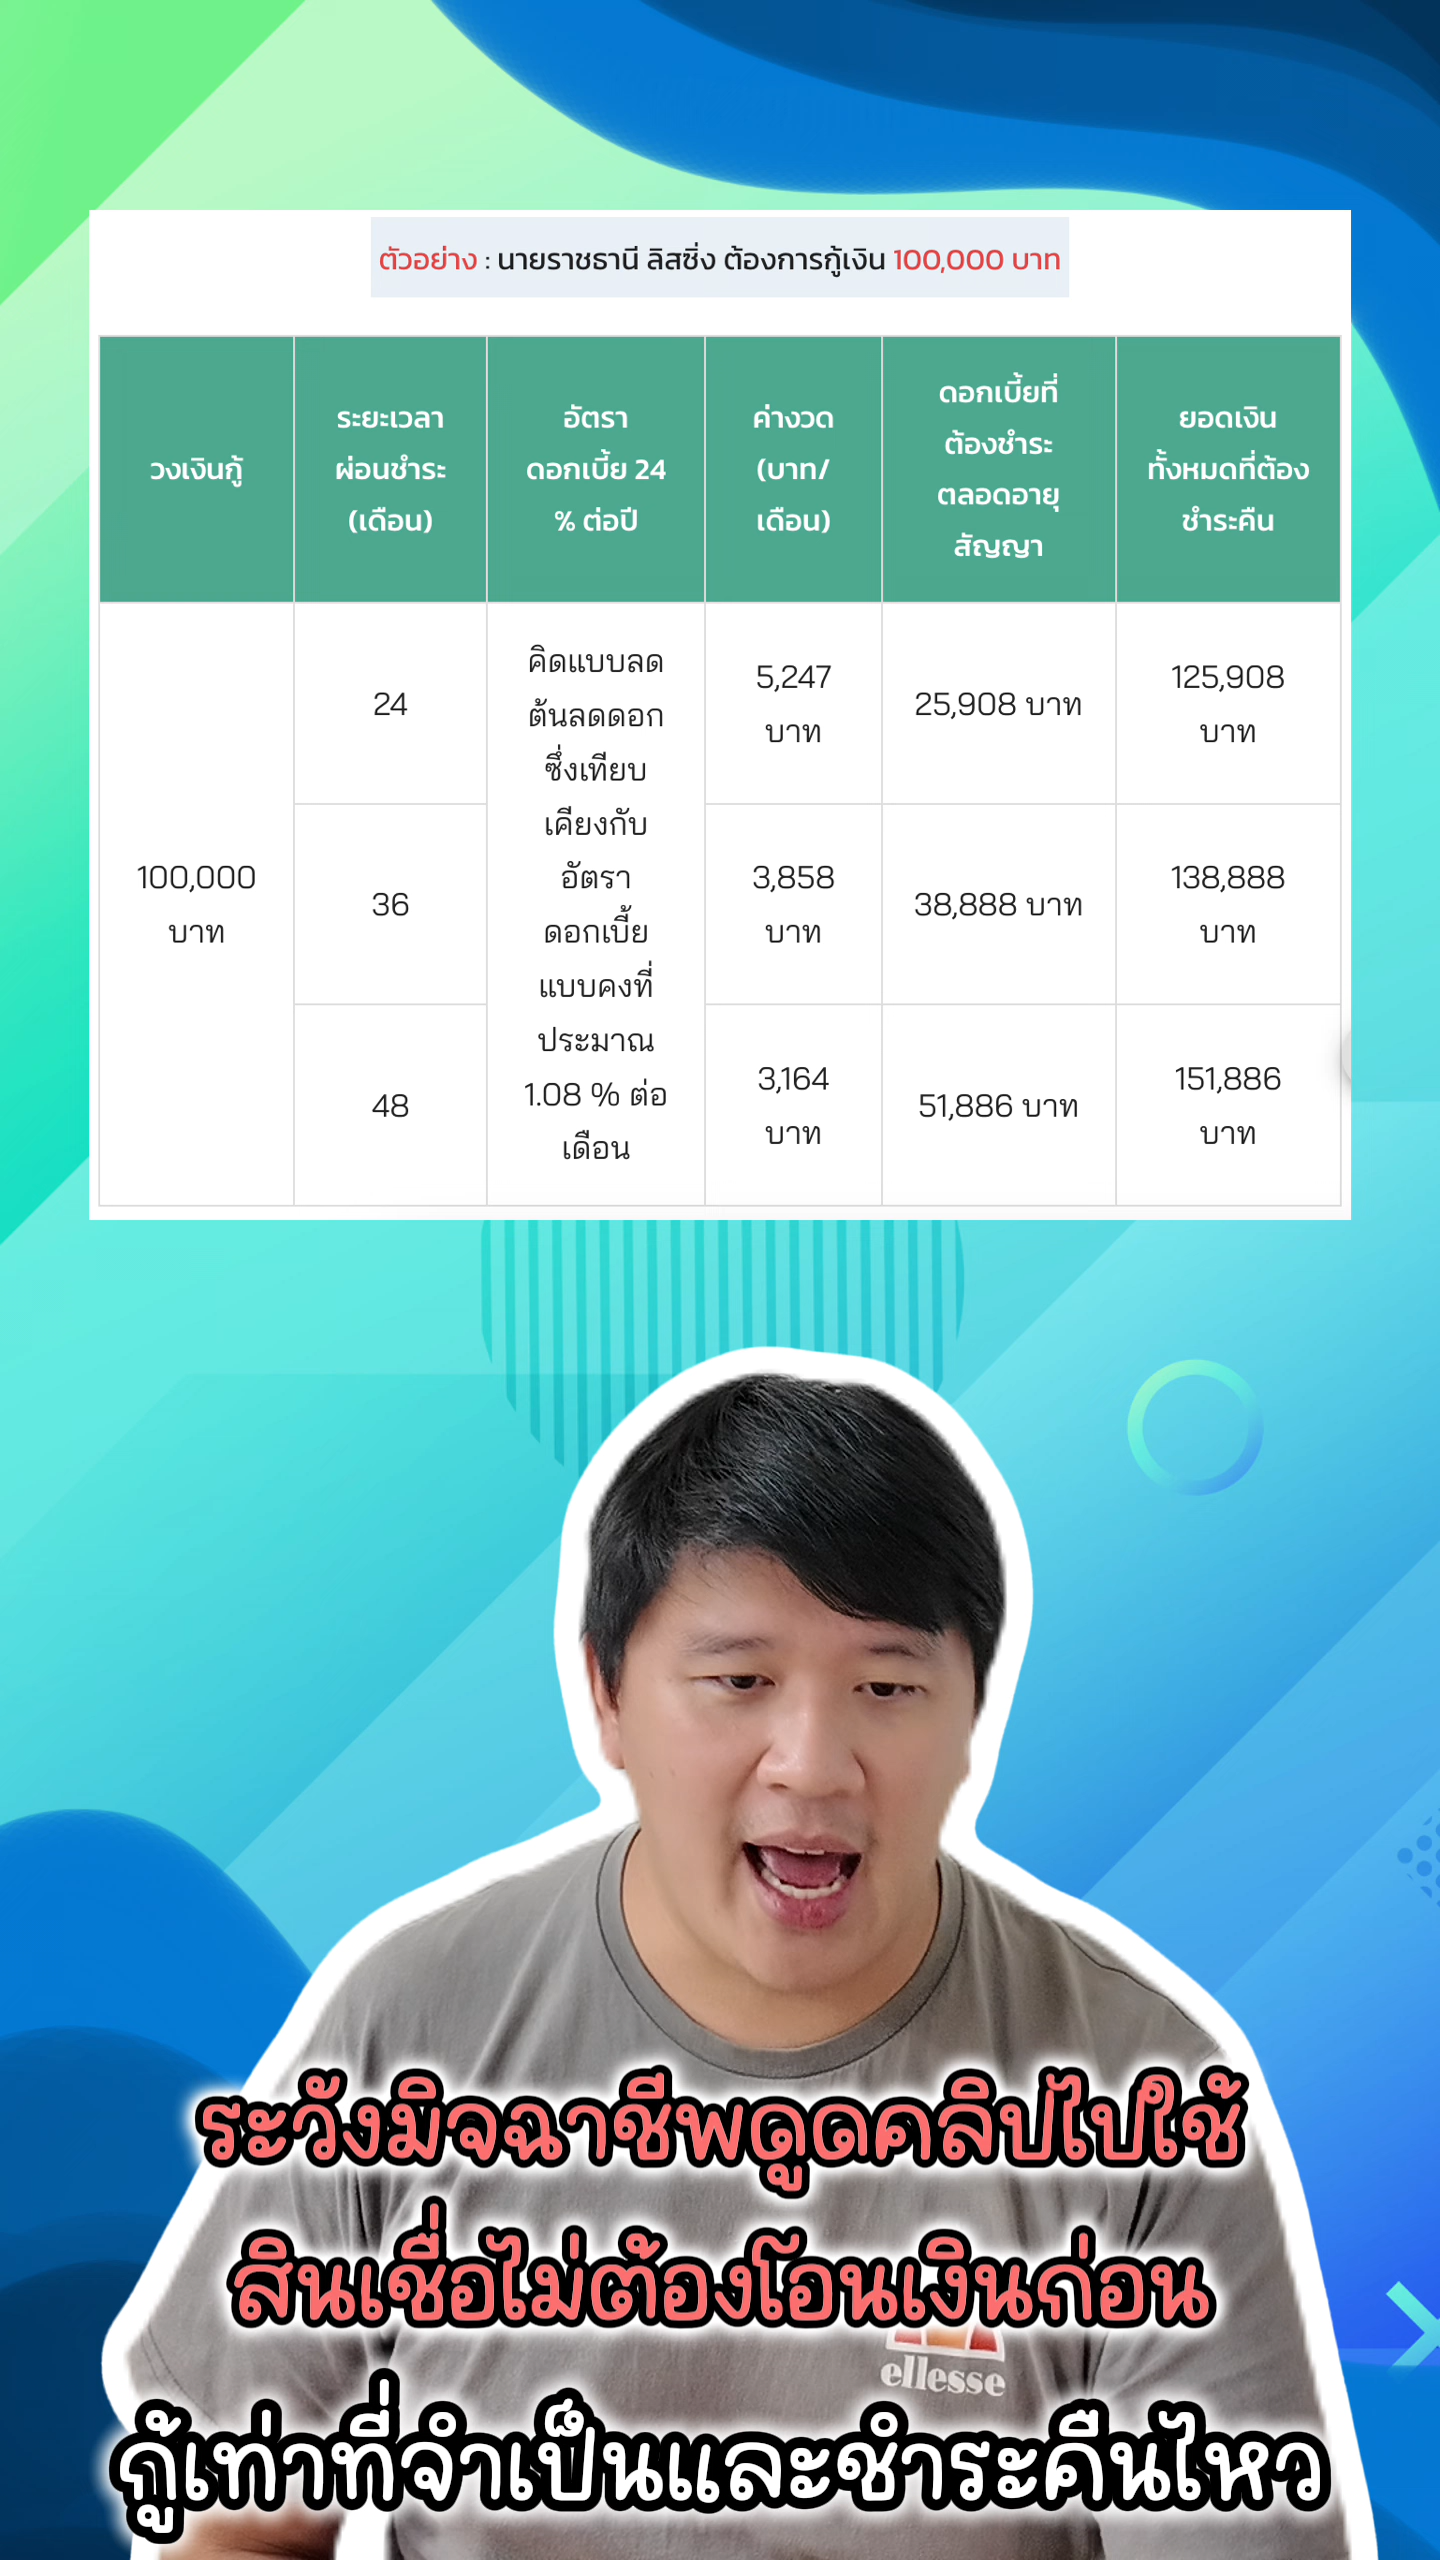 ตัวอย่าง : นายราชธานี ลิสซิ่ง ต้องการกู้เงิน 100,000 บาท
วงเงินกู้
ระยะเวลา
ผ่อนชำระ
(เดือน)
อัตรา
ดอกเบี้ย 24
% ต่อปี
ค่างวด
(บาท/
เดือน)
ดอกเบี้ยที่
ต้องชำระ
ตลอดอายุ
สัญญา
ยอดเงิน
ทั้งหมดที่ต้อง
ชำระคืน
100,000
บาท
24
คิดแบบลด
ต้นลดดอก
ซึ่งเทียบ
เคียงกับ
อัตรา
ดอกเบี้ย
แบบคงที่
ประมาณ
1.08 % ต่อ
เดือน
5,247
บาท
25,908 บาท
125,908
บาท
36
3,858
บาท
38,888 บาท
138,888
บาท
48
3,164
บาท
51,886 บาท
151,886
บาท
ระวังมิจฉาชีพดูดคลิปไปใช้
สินเชื่อไม่ต้องโอนเงินก่อน
ellesse
กู้เท่าที่จำเป็นและชำระคืนไหว